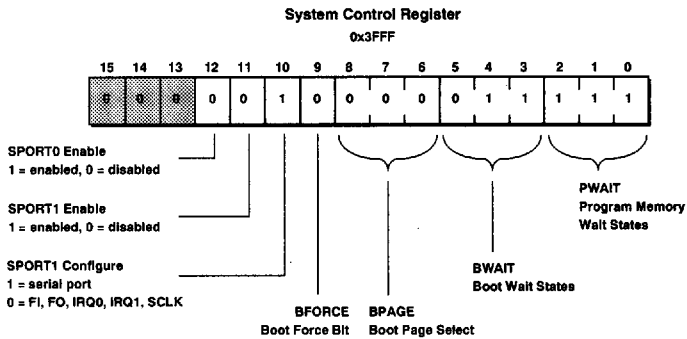 System Control Register
0x3FFF
15 14 13 12 11 10 9 8 7 6 5 4 3 2 1 0
0 0 0 0 0 1 0 0 0 0 0 1 1 1 1 1
SPORT0 Enable
1 = enabled, 0 = disabled
SPORT1 Enable
1 = enabled, 0 = disabled
SPORT1 Configure
1 = serial port
0 = FI, FO, IRQ0, IRQ1, SCLK
BFORCE
Boot Force Bit
BPAGE
Boot Page Select
BWAIT
Boot Wait States
PWAIT
Program Memory
Wait States